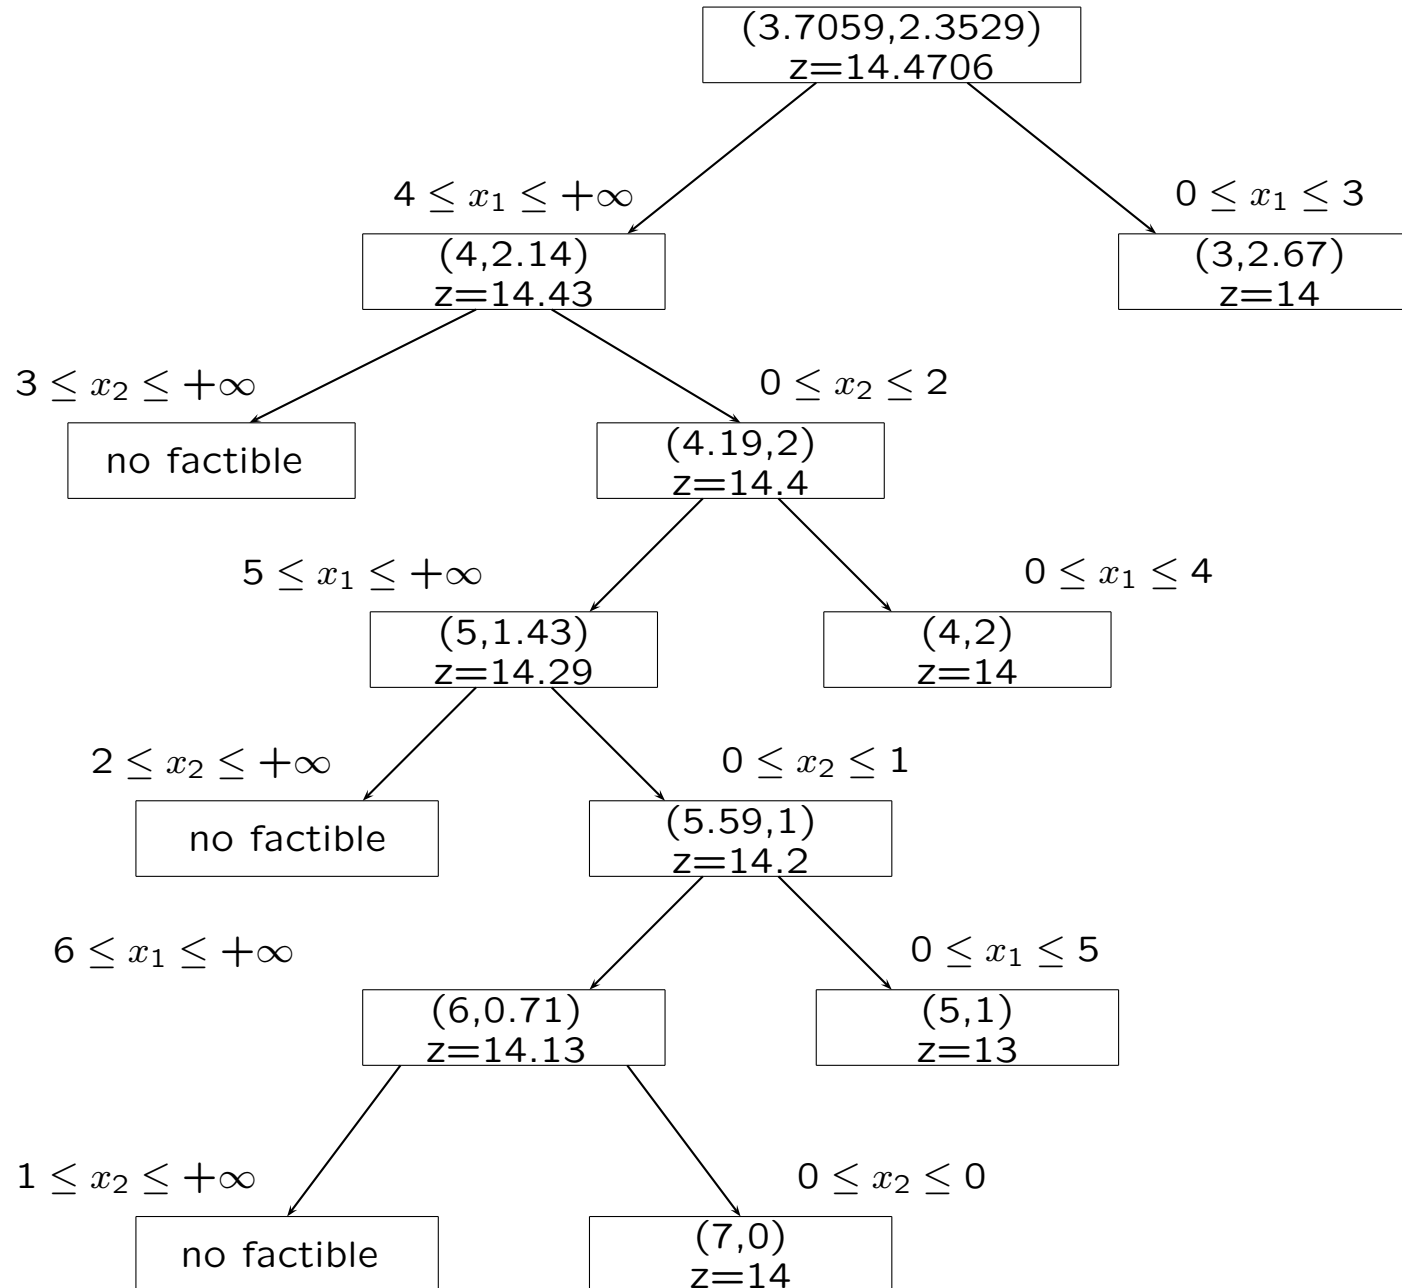 (3.7059,2.3529)
z=14.4706
4 ≤ x₁ ≤ +∞
0 ≤ x₁ ≤ 3
(4,2.14)
z=14.43
(3,2.67)
z=14
3 ≤ x₂ ≤ +∞
0 ≤ x₂ ≤ 2
no factible
(4.19,2)
z=14.4
5 ≤ x₁ ≤ +∞
0 ≤ x₁ ≤ 4
(5,1.43)
z=14.29
(4,2)
z=14
2 ≤ x₂ ≤ +∞
0 ≤ x₂ ≤ 1
no factible
(5.59,1)
z=14.2
6 ≤ x₁ ≤ +∞
0 ≤ x₁ ≤ 5
(6,0.71)
z=14.13
(5,1)
z=13
1 ≤ x₂ ≤ +∞
0 ≤ x₂ ≤ 0
no factible
(7,0)
z=14